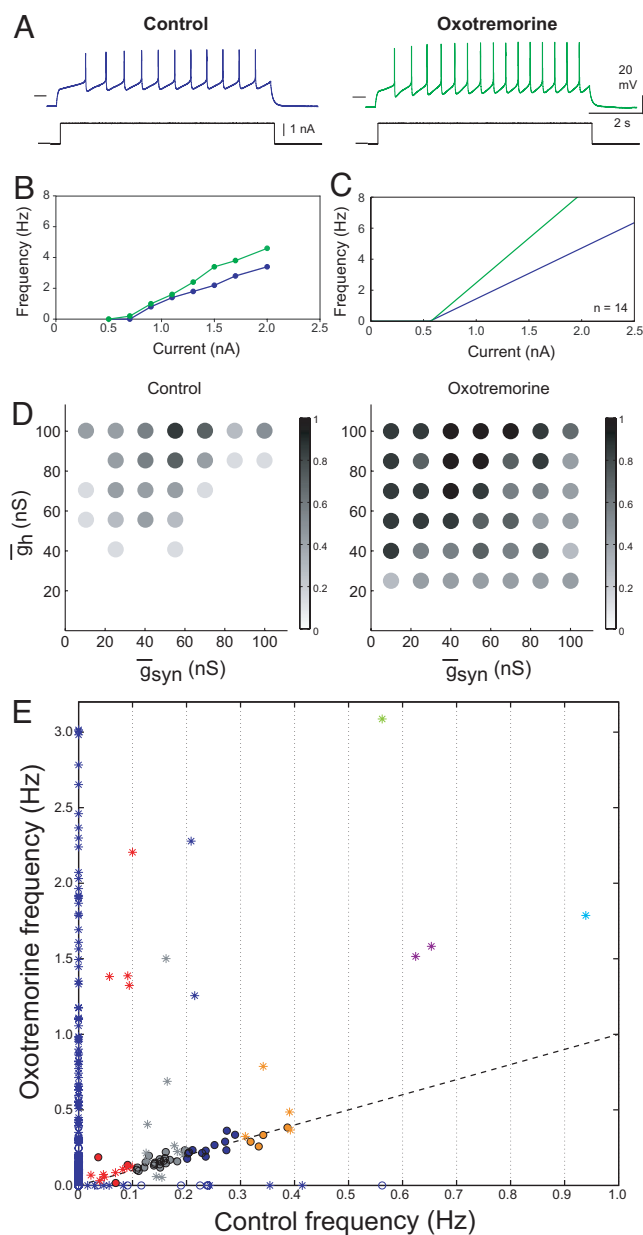 A
Control
Oxotremorine
20
mV
1 nA
2 s
B
8
6
4
2
0
Frequency (Hz)
0 0.5 1.0 1.5 2.0 2.5
Current (nA)
C
8
6
4
2
0
Frequency (Hz)
n = 14
0 0.5 1.0 1.5 2.0 2.5
Current (nA)
D
Control
100
80
60
40
20
g̅h (nS)
0 20 40 60 80 100
g̅syn (nS)
1
0.8
0.6
0.4
0.2
0
Oxotremorine
100
80
60
40
20
0 20 40 60 80 100
g̅syn (nS)
1
0.8
0.6
0.4
0.2
0
E
3.0
2.5
2.0
1.5
1.0
0.5
0.0
Oxotremorine frequency (Hz)
0.0 0.1 0.2 0.3 0.4 0.5 0.6 0.7 0.8 0.9 1.0
Control frequency (Hz)